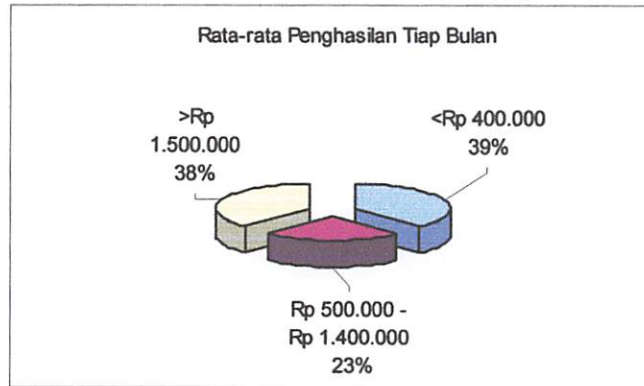 Rata-rata Penghasilan Tiap Bulan
>Rp
1.500.000
38%
<Rp 400.000
39%
Rp 500.000 -
Rp 1.400.000
23%